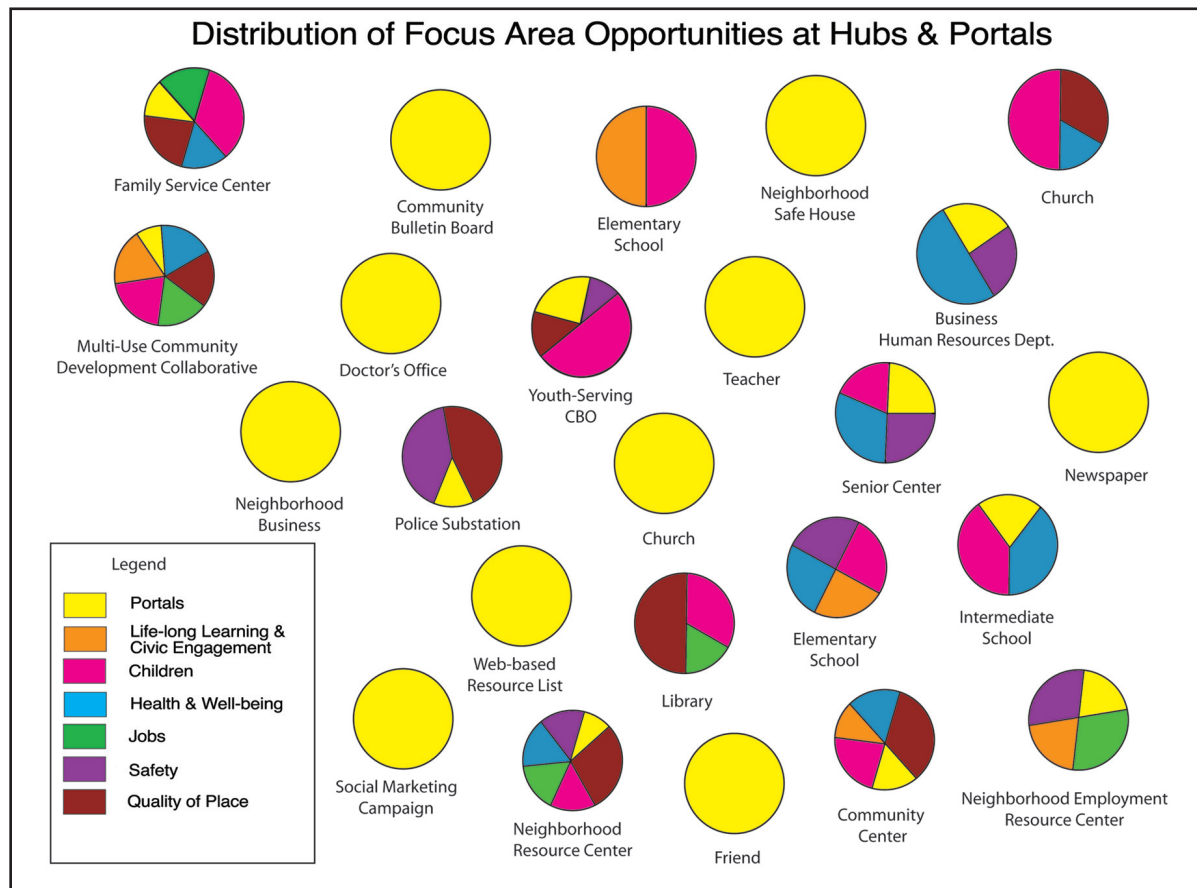 Distribution of Focus Area Opportunities at Hubs & Portals
Family Service Center
Community
Bulletin Board
Elementary
School
Neighborhood
Safe House
Church
Multi-Use Community
Development Collaborative
Doctor's Office
Youth-Serving
CBO
Teacher
Business
Human Resources Dept.
Neighborhood
Business
Police Substation
Church
Senior Center
Newspaper
Web-based
Resource List
Library
Elementary
School
Intermediate
School
Social Marketing
Campaign
Neighborhood
Resource Center
Friend
Community
Center
Neighborhood Employment
Resource Center
Legend
Portals
Life-long Learning &
Civic Engagement
Children
Health & Well-being
Jobs
Safety
Quality of Place